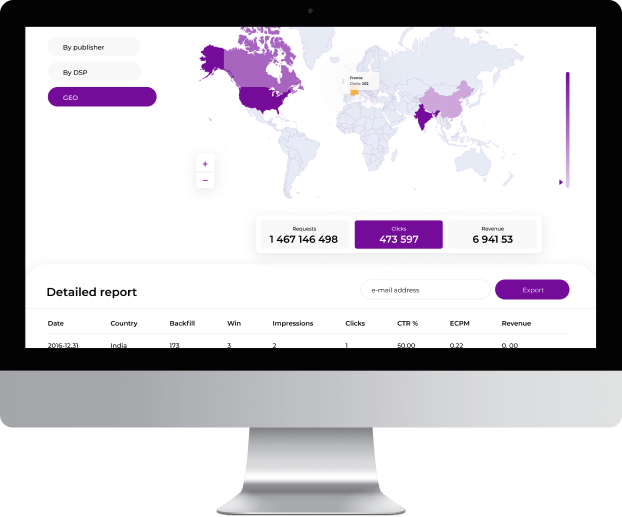 By publisher
By DSP
GEO
France
Clicks: 202
+
−
Requests
1 467 146 498
Clicks
473 597
Revenue
6 941 53
Detailed report
e-mail address
Export
Date Country Backfill Win Impressions Clicks CTR % ECPM Revenue
2016-12.31 India 173 3 2 1 50.00 0.22 0. 00